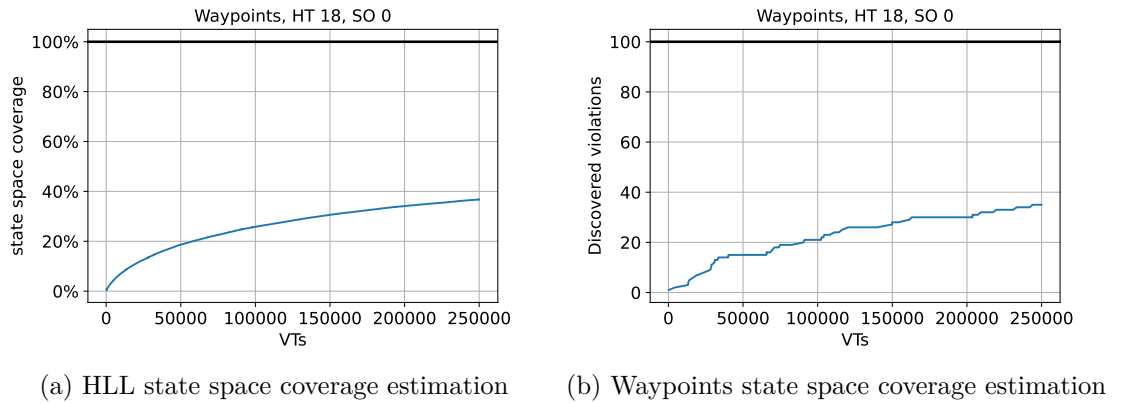 Waypoints, HT 18, SO 0
100%
80%
60%
40%
20%
0%
state space coverage
0 50000 100000 150000 200000 250000
VTs
(a) HLL state space coverage estimation
Waypoints, HT 18, SO 0
100
80
60
40
20
0
Discovered violations
0 50000 100000 150000 200000 250000
VTs
(b) Waypoints state space coverage estimation